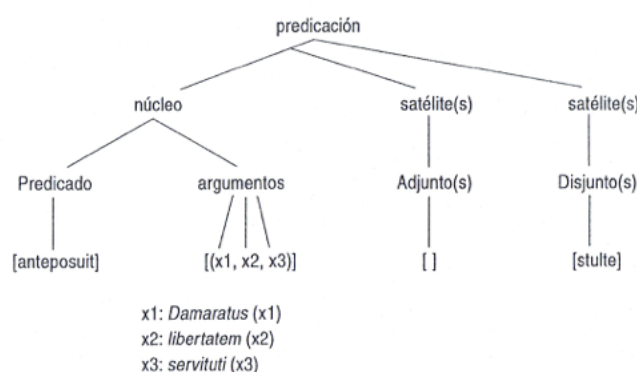 predicación
núcleo satélite(s) satélite(s)
Predicado argumentos Adjunto(s) Disjunto(s)
[anteposuit] [(x1, x2, x3)] [ ] [stulte]
x1: Damaratus (x1)
x2: libertatem (x2)
x3: servituti (x3)